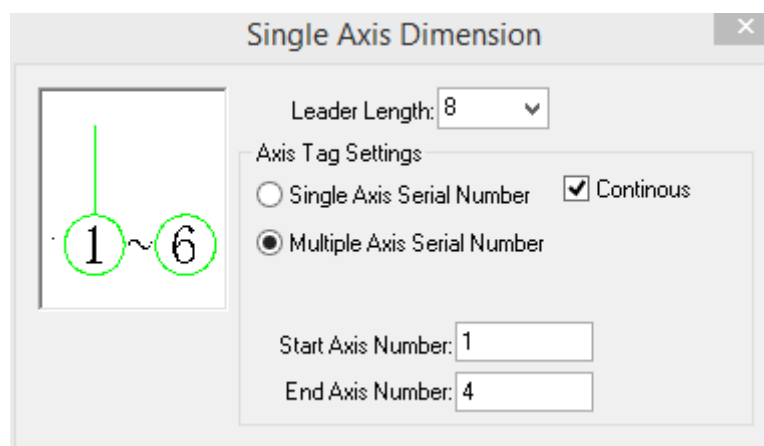 Single Axis Dimension
Leader Length: 8
Axis Tag Settings
Single Axis Serial Number Continous
1~6
Multiple Axis Serial Number
Start Axis Number: 1
End Axis Number: 4